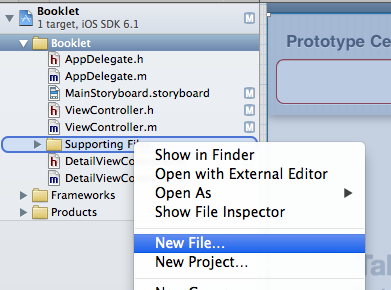 Booklet
1 target, iOS SDK 6.1
M
Booklet
h AppDelegate.h
m AppDelegate.m
MainStoryboard.storyboard M
h ViewController.h M
m ViewController.m M
Supporting Fi
h DetailViewCo
m DetailViewCo
Frameworks
Products
Prototype Ce
Show in Finder
Open with External Editor
Open As
Show File Inspector
New File...
New Project...
Tal